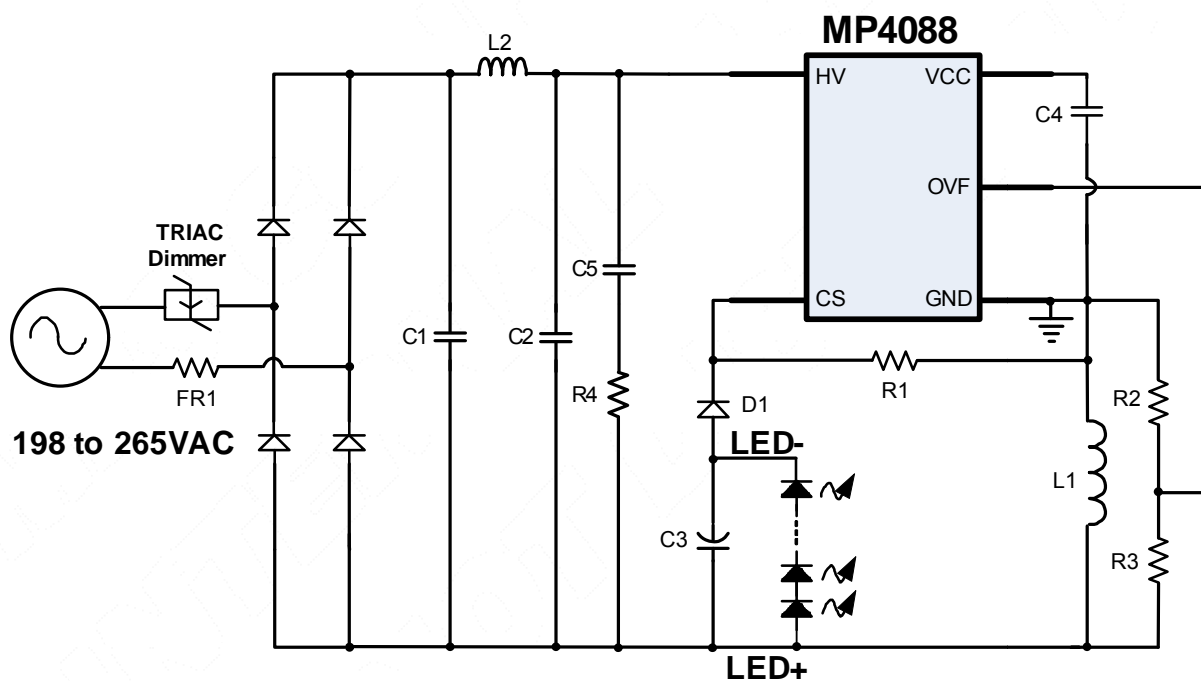 MP4088
L2
HV
VCC
C4
OVF
TRIAC
Dimmer
C5
CS
GND
C1
C2
R1
FR1
R4
D1
R2
198 to 265VAC
LED-
L1
C3
R3
LED+